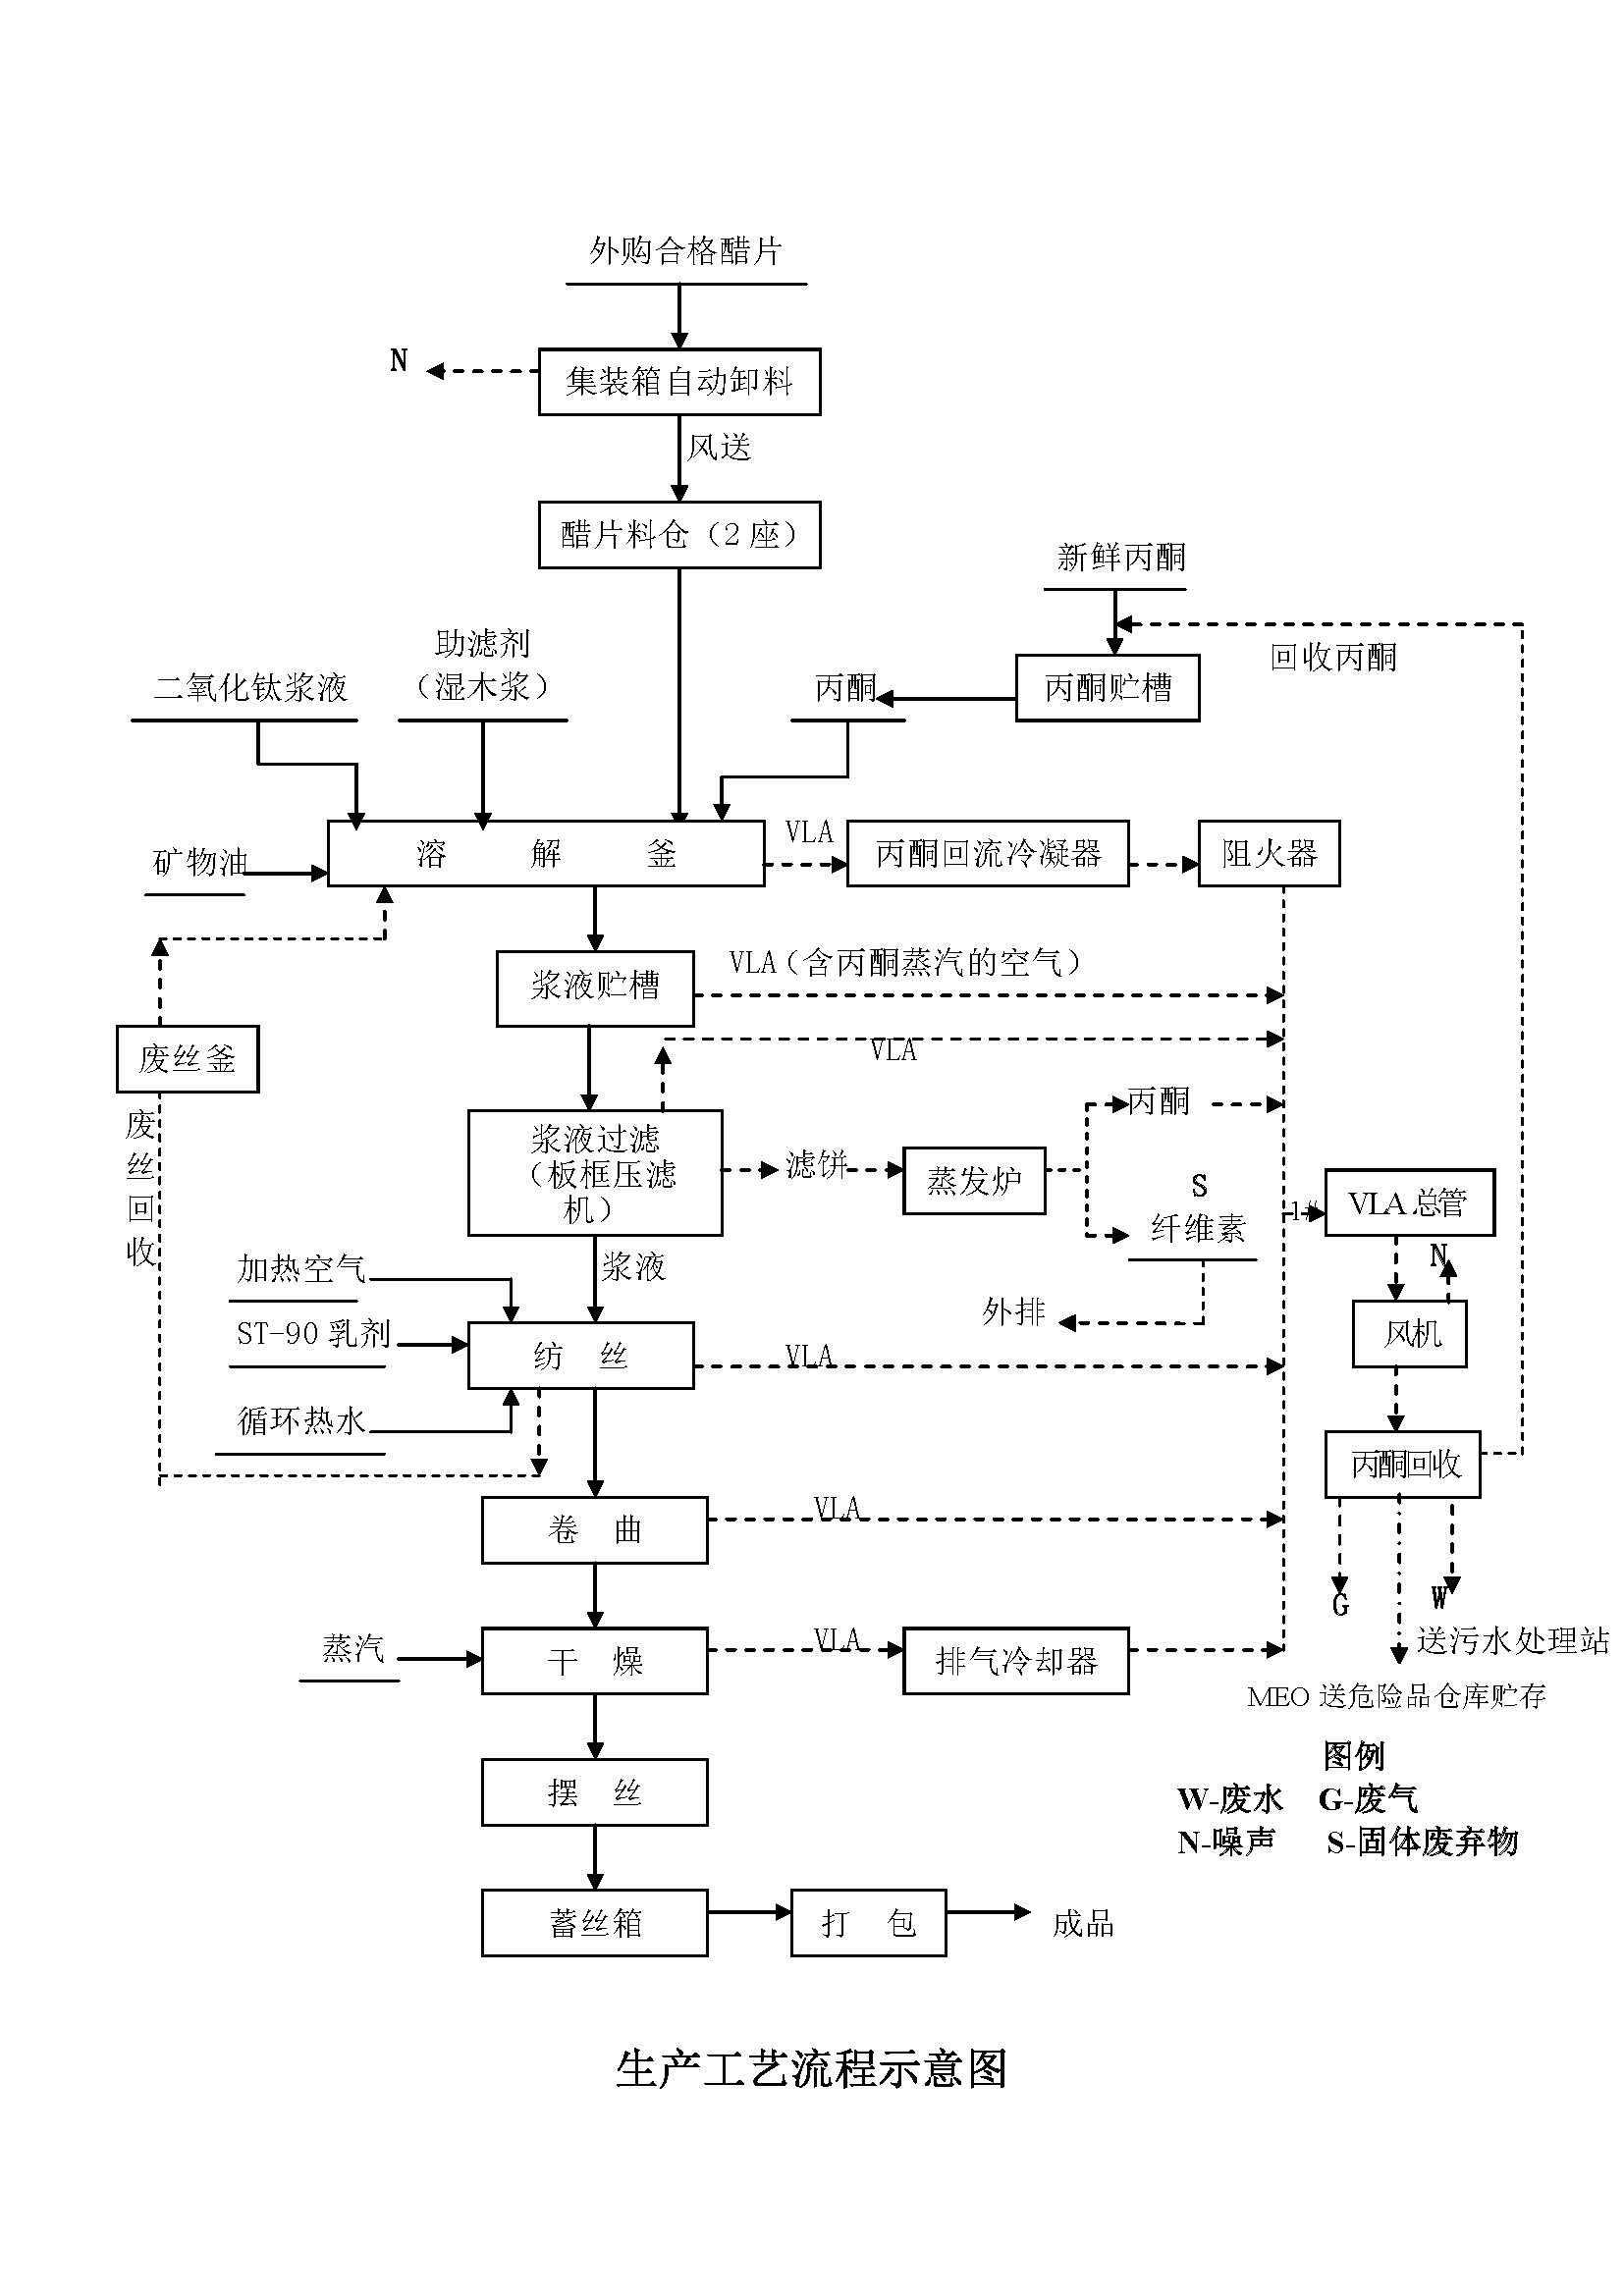 外购合格醋片
N
集装箱自动卸料
风送
醋片料仓（2 座）
新鲜丙酮
助滤剂
（湿木浆）
回收丙酮
二氧化钛浆液
丙酮
丙酮贮槽
VLA
矿物油
溶 解 釜
丙酮回流冷凝器
阻火器
VLA（含丙酮蒸汽的空气）
浆液贮槽
VLA
废丝釜
丙酮
废丝回收
浆液过滤
（板框压滤
机）
滤饼
蒸发炉
S
纤维素
1#
VLA 总管
N
加热空气
浆液
外排
ST-90 乳剂
纺 丝
VLA
风机
循环热水
丙酮回收
卷 曲
VLA
G
W
蒸汽
干 燥
VLA
排气冷却器
送污水处理站
MEO 送危险品仓库贮存
图例
摆 丝
W-废水 G-废气
N-噪声 S-固体废弃物
蓄丝箱
打 包
成品
生产工艺流程示意图